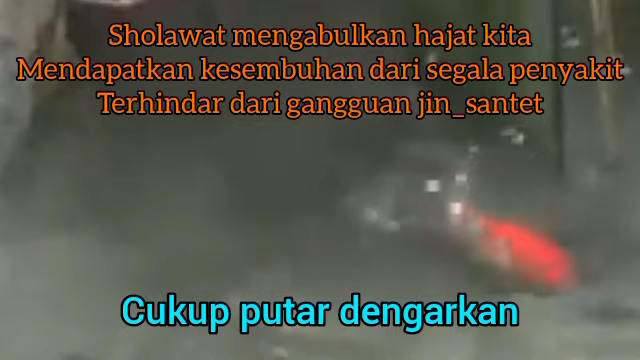 Sholawat mengabulkan hajat kita
Mendapatkan kesembuhan dari segala penyakit
Terhindar dari gangguan jin_santet
Cukup putar dengarkan